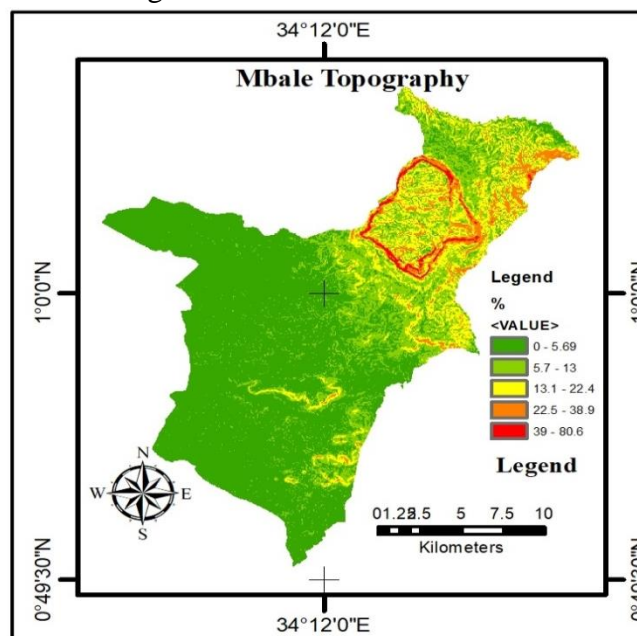 34°12'0"E
Mbale Topography
1°0'0"N
Legend
%
<VALUE>
0 - 5.69
5.7 - 13
13.1 - 22.4
22.5 - 38.9
39 - 80.6
Legend
N
W E
S
5 7.5 10
Kilometers
0°49'30"N
34°12'0"E